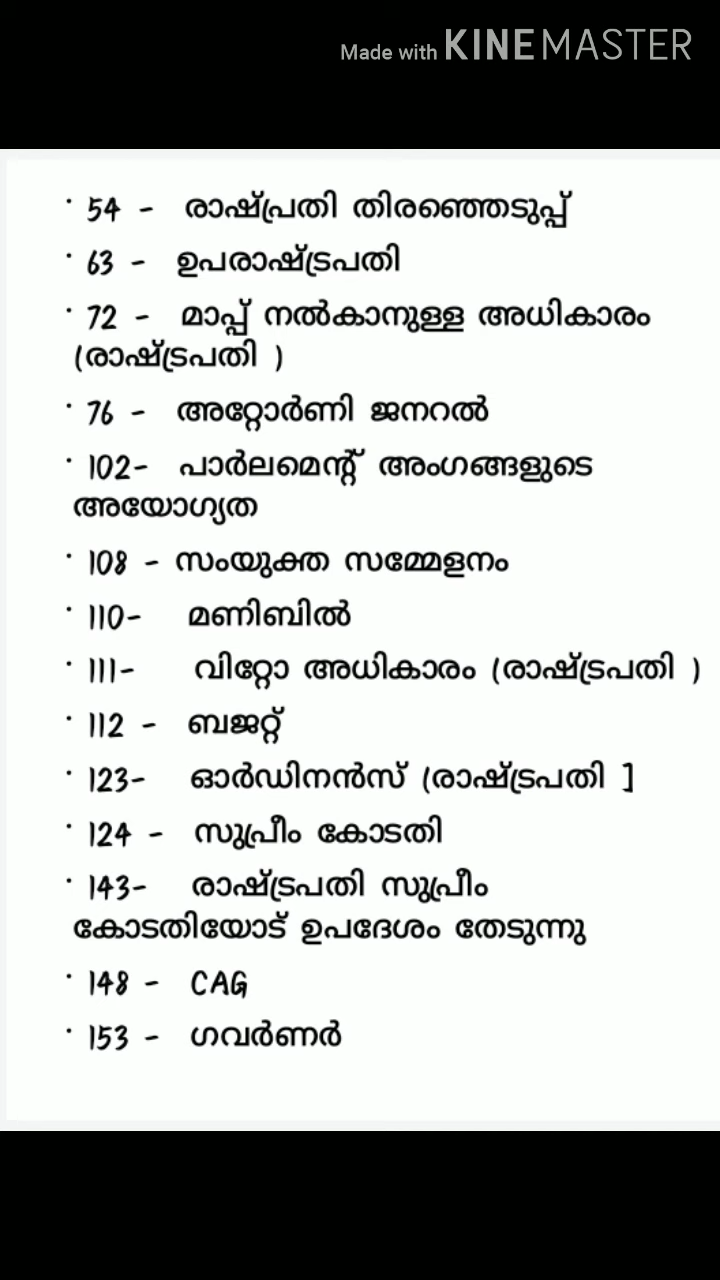 Made with KINEMASTER
· 54 - രാഷ്പ്രതി തിരഞ്ഞെടുപ്പ്
· 63 - ഉപരാഷ്ട്രപതി
· 72 - മാപ്പ് നൽകാനുള്ള അധികാരം
(രാഷ്ട്രപതി )
· 76 - അറ്റോർണി ജനറൽ
· 102- പാർലമെന്റ് അംഗങ്ങളുടെ
അയോഗ്യത
· 108 - സംയുക്ത സമ്മേളനം
· 110- മണിബിൽ
· 111- വിറ്റോ അധികാരം (രാഷ്ട്രപതി )
· 112 - ബജറ്റ്
· 123- ഓർഡിനൻസ് (രാഷ്ട്രപതി ]
· 124 - സുപ്രീം കോടതി
· 143- രാഷ്ട്രപതി സുപ്രീം
കോടതിയോട് ഉപദേശം തേടുന്നു
· 148 - CAG
· 153 - ഗവർണർ